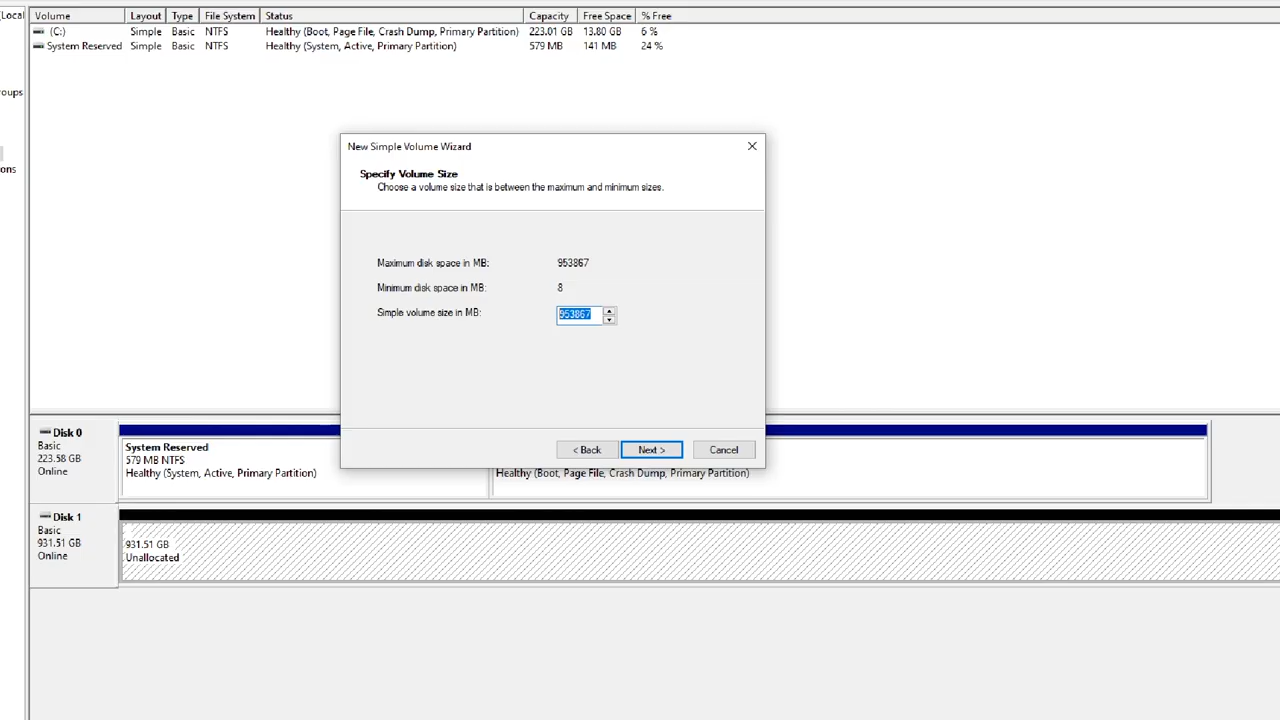 [Local
Volume Layout Type File System Status Capacity Free Space % Free
(C:) Simple Basic NTFS Healthy (Boot, Page File, Crash Dump, Primary Partition) 223.01 GB 13.80 GB 6 %
System Reserved Simple Basic NTFS Healthy (System, Active, Primary Partition) 579 MB 141 MB 24 %
roups
ons
New Simple Volume Wizard
Specify Volume Size
Choose a volume size that is between the maximum and minimum sizes.
Maximum disk space in MB: 953867
Minimum disk space in MB: 8
Simple volume size in MB: 953867
< Back Next > Cancel
Disk 0
Basic
223.58 GB
Online
System Reserved
579 MB NTFS
Healthy (System, Active, Primary Partition)
Healthy (Boot, Page File, Crash Dump, Primary Partition)
Disk 1
Basic
931.51 GB
Online
931.51 GB
Unallocated